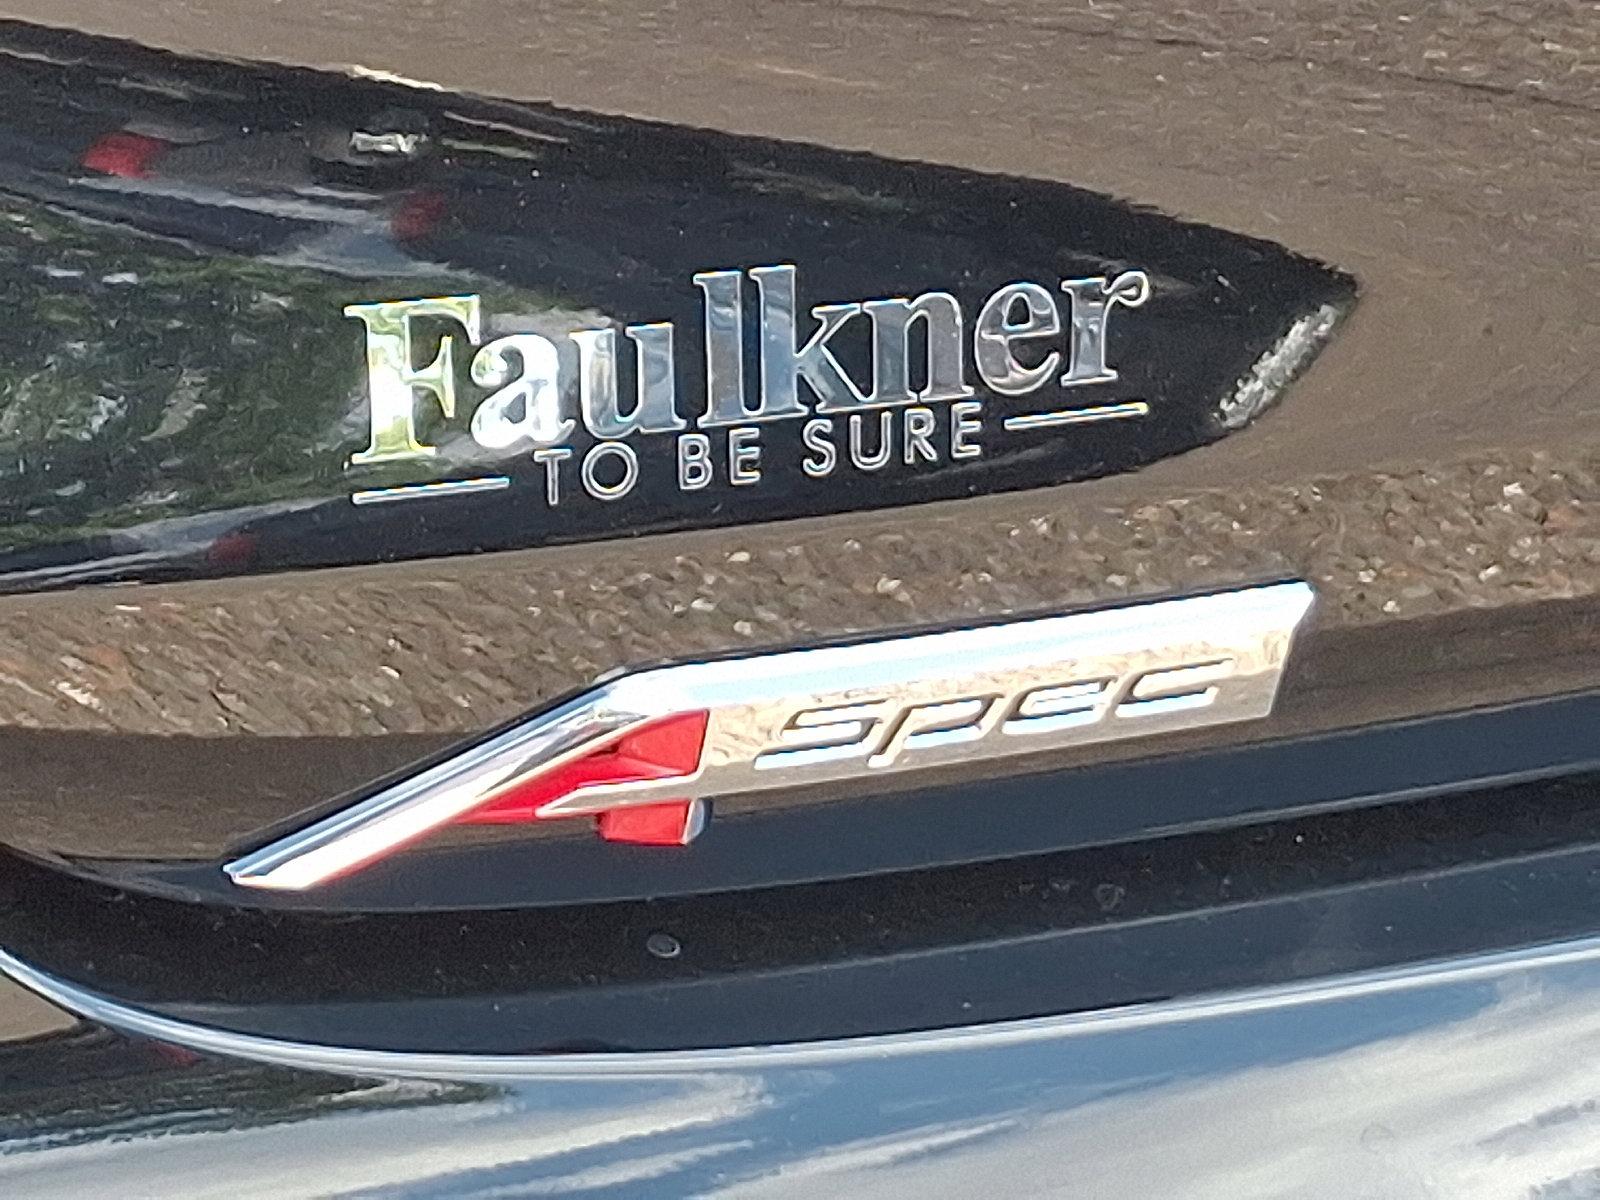 Faulkner
TO BE SURE
A spec